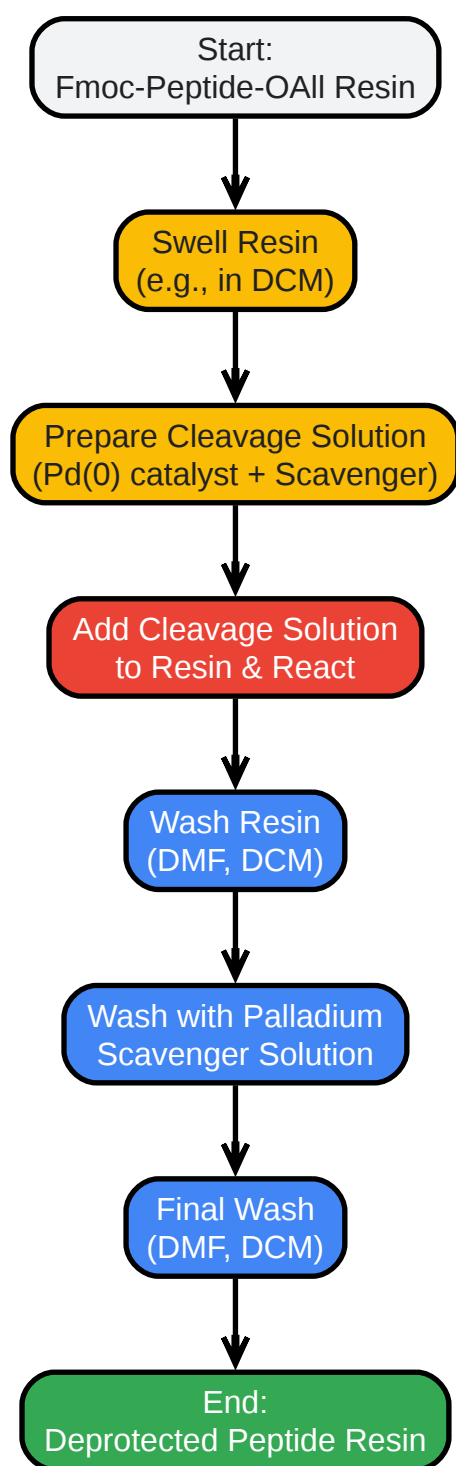 Start:
Fmoc-Peptide-OAll Resin
Swell Resin
(e.g., in DCM)
Prepare Cleavage Solution
(Pd(0) catalyst + Scavenger)
Add Cleavage Solution
to Resin & React
Wash Resin
(DMF, DCM)
Wash with Palladium
Scavenger Solution
Final Wash
(DMF, DCM)
End:
Deprotected Peptide Resin